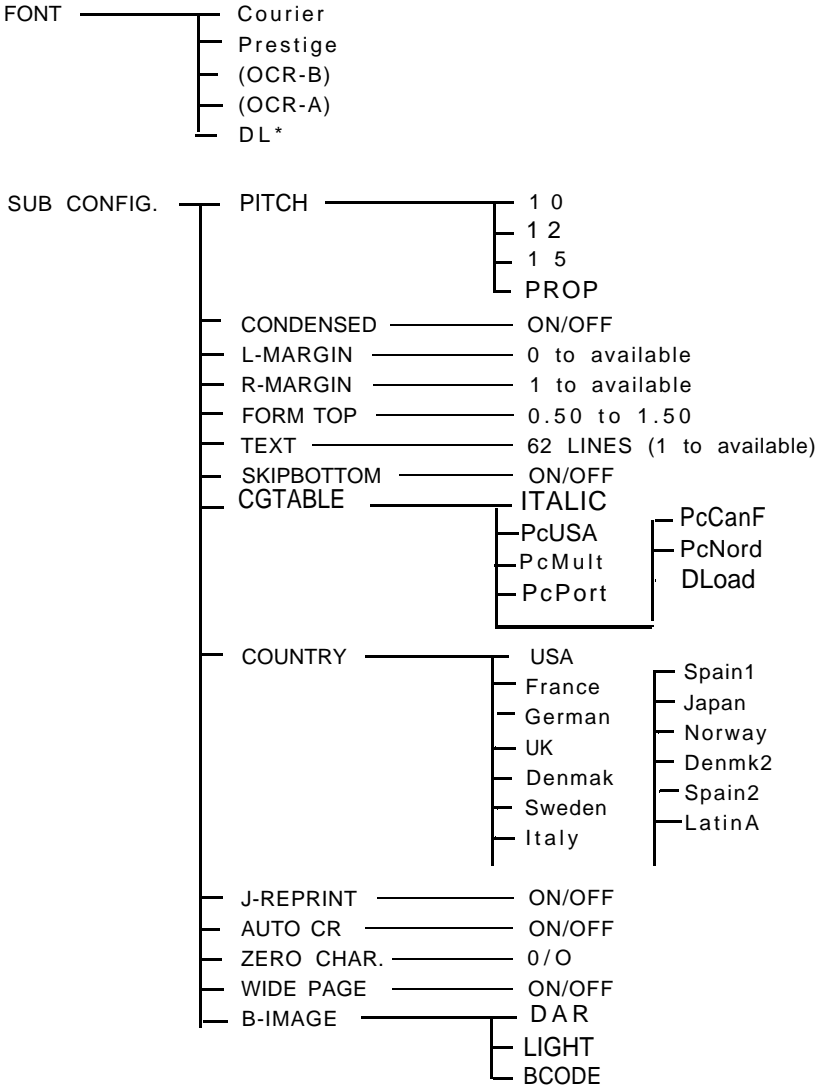 FONT Courier
Prestige
(OCR-B)
(OCR-A)
DL*
SUB CONFIG. PITCH 10
12
15
PROP
CONDENSED ON/OFF
L-MARGIN 0 to available
R-MARGIN 1 to available
FORM TOP 0.50 to 1.50
TEXT 62 LINES (1 to available)
SKIPBOTTOM ON/OFF
CGTABLE ITALIC
PcUSA
PcMult
PcPort
PcCanF
PcNord
DLoad
COUNTRY USA
France
German
UK
Denmak
Sweden
Italy
Spain1
Japan
Norway
Denmk2
Spain2
LatinA
J-REPRINT ON/OFF
AUTO CR ON/OFF
ZERO CHAR. 0/O
WIDE PAGE ON/OFF
B-IMAGE DAR
LIGHT
BCODE